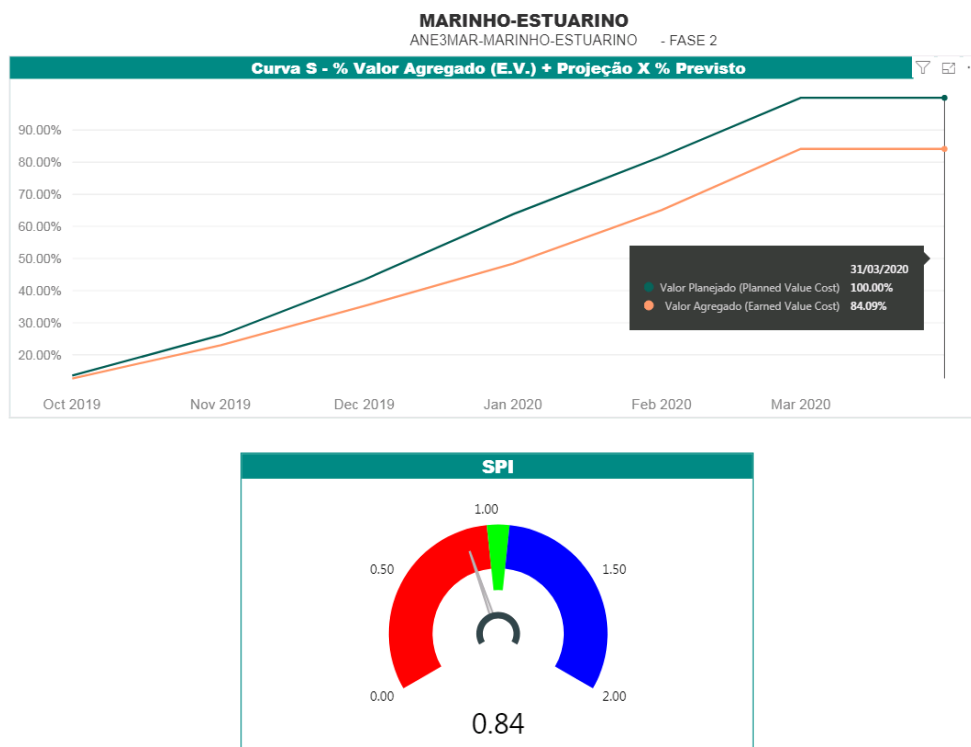 MARINHO-ESTUARINO
ANE3MAR-MARINHO-ESTUARINO - FASE 2
Curva S - % Valor Agregado (E.V.) + Projeção X % Previsto
90.00%
80.00%
70.00%
60.00%
50.00%
40.00%
30.00%
20.00%
31/03/2020
Valor Planejado (Planned Value Cost) 100.00%
Valor Agregado (Earned Value Cost) 84.09%
Oct 2019 Nov 2019 Dec 2019 Jan 2020 Feb 2020 Mar 2020
SPI
1.00
0.50 1.50
0.00 2.00
0.84